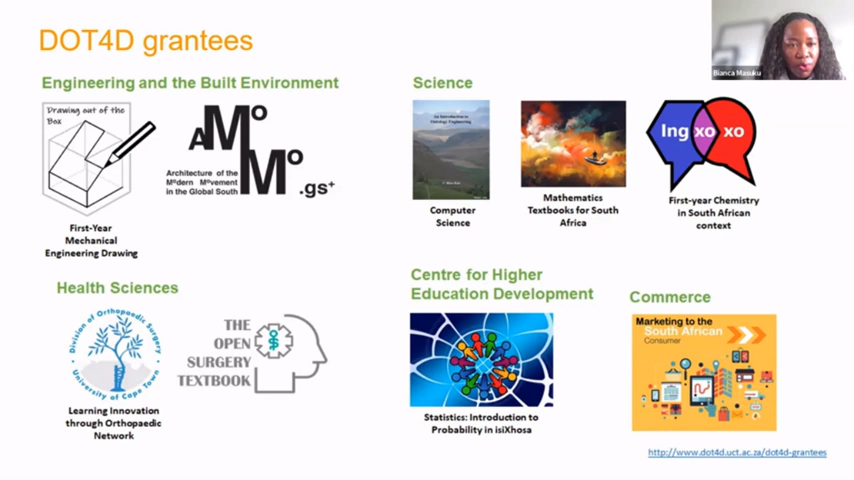 DOT4D grantees
Bianca Masuku
Engineering and the Built Environment
Drawing out of the
Box
AMo
Mo
.gs+
Architecture of the
Modern Movement
in the Global South
First-Year
Mechanical
Engineering Drawing
Science
An Introduction to
Ontology Engineering
Computer
Science
Mathematics
Textbooks for South
Africa
Ing xo xo
First-year Chemistry
in South African
context
Health Sciences
Division of Orthopaedic Surgery
University of Cape Town
Learning Innovation
through Orthopaedic
Network
THE
OPEN
SURGERY
TEXTBOOK
Centre for Higher
Education Development
Statistics: Introduction to
Probability in isiXhosa
Commerce
Marketing to the
South African
Consumer
http://www.dot4d.uct.ac.za/dot4d-grantees